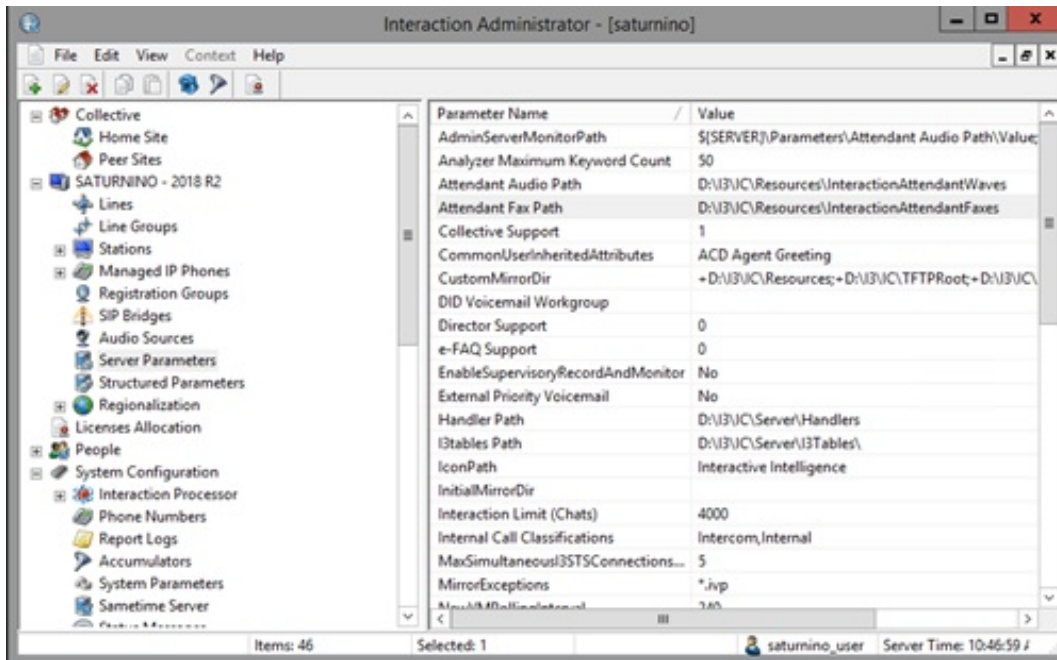 Interaction Administrator - [saturnino]
File Edit View Context Help
Collective
Home Site
Peer Sites
SATURNINO - 2018 R2
Lines
Line Groups
Stations
Managed IP Phones
Registration Groups
SIP Bridges
Audio Sources
Server Parameters
Structured Parameters
Regionalization
Licenses Allocation
People
System Configuration
Interaction Processor
Phone Numbers
Report Logs
Accumulators
System Parameters
Sametime Server
Parameter Name Value
AdminServerMonitorPath $[SERVER]\Parameters\Attendant Audio Path\Value;
Analyzer Maximum Keyword Count 50
Attendant Audio Path D:\I3\IC\Resources\InteractionAttendantWaves
Attendant Fax Path D:\I3\IC\Resources\InteractionAttendantFaxes
Collective Support 1
CommonUserInheritedAttributes ACD Agent Greeting
CustomMirrorDir +D:\I3\IC\Resources;+D:\I3\IC\TFTPRoot;+D:\I3\IC\
DID Voicemail Workgroup
Director Support 0
e-FAQ Support 0
EnableSupervisoryRecordAndMonitor No
External Priority Voicemail No
Handler Path D:\I3\IC\Server\Handlers
I3tables Path D:\I3\IC\Server\I3Tables\
IconPath Interactive Intelligence
InitialMirrorDir
Interaction Limit (Chats) 4000
Internal Call Classifications Intercom,Internal
MaxSimultaneousI3STSConnections... 5
MirrorExceptions *.ivp
Items: 46 Selected: 1 saturnino_user Server Time: 10:46:59